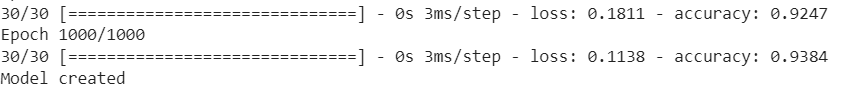 30/30 [==============================] - 0s 3ms/step - loss: 0.1811 - accuracy: 0.9247
Epoch 1000/1000
30/30 [==============================] - 0s 3ms/step - loss: 0.1138 - accuracy: 0.9384
Model created